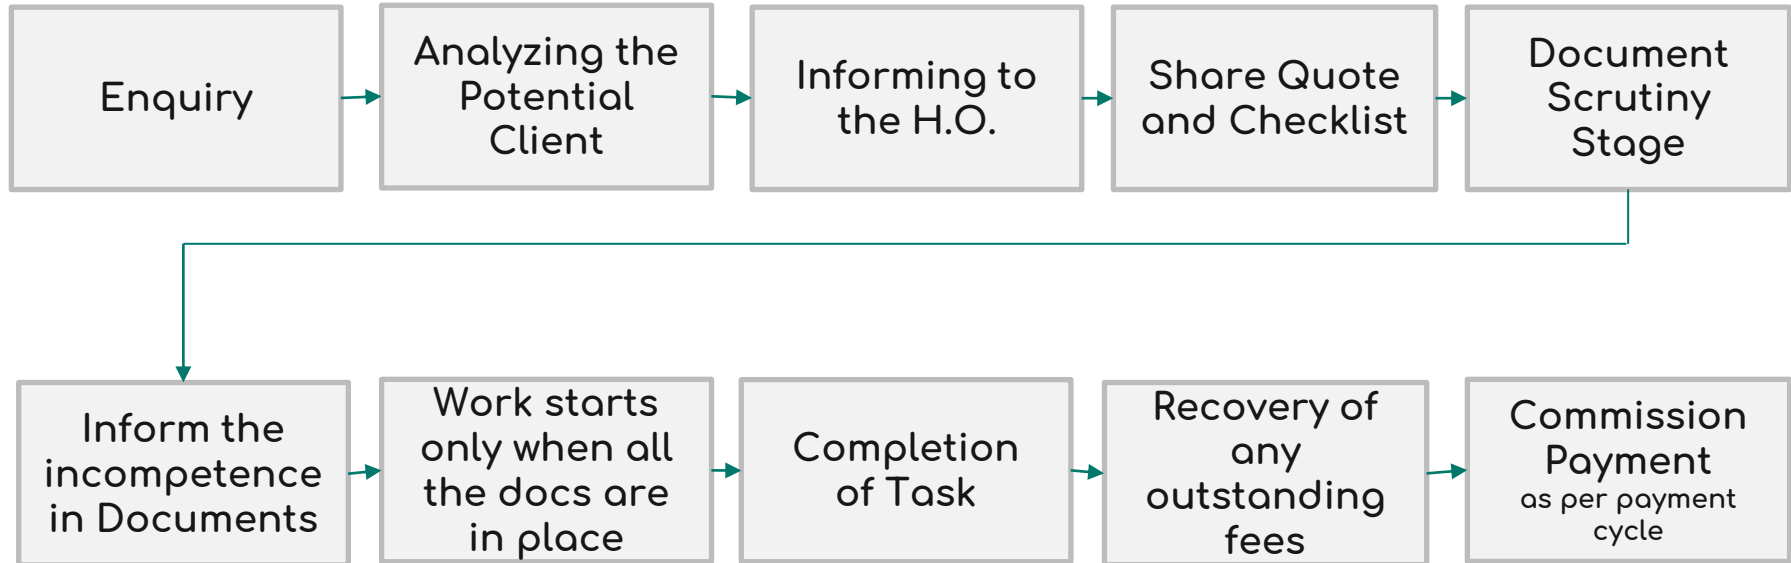 Enquiry
Analyzing the
Potential
Client
Informing to
the H.O.
Share Quote
and Checklist
Document
Scrutiny
Stage
Inform the
incompetence
in Documents
Work starts
only when all
the docs are
in place
Completion
of Task
Recovery of
any
outstanding
fees
Commission
Payment
as per payment
cycle